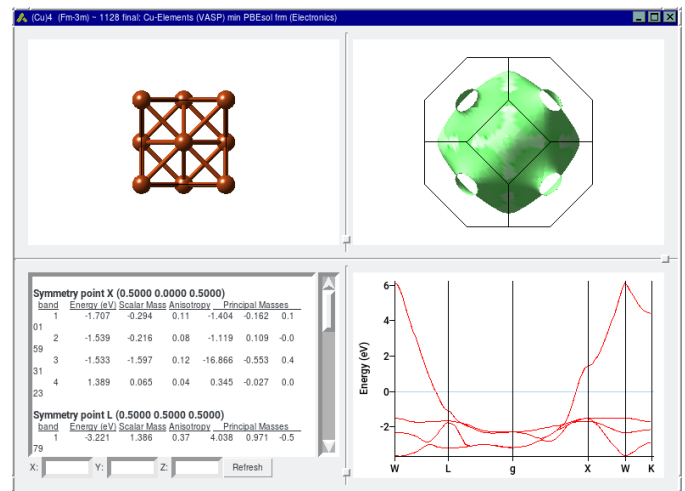 (Cu)4 (Fm-3m) ~ 1128 final: Cu-Elements (VASP) min PBEsol frm (Electronics)
Symmetry point X (0.5000 0.0000 0.5000)
band Energy (eV) Scalar Mass Anisotropy Principal Masses
1 -1.707 -0.294 0.11 -1.404 -0.162 0.1
01
2 -1.539 -0.216 0.08 -1.119 0.109 -0.0
59
3 -1.533 -1.597 0.12 -16.866 -0.553 0.4
31
4 1.389 0.065 0.04 0.345 -0.027 0.0
23
Symmetry point L (0.5000 0.5000 0.5000)
band Energy (eV) Scalar Mass Anisotropy Principal Masses
1 -3.221 1.386 0.37 4.038 0.971 -0.5
79
X: Y: Z: Refresh
Energy (eV)
6
4
2
0
-2
W L g X W K